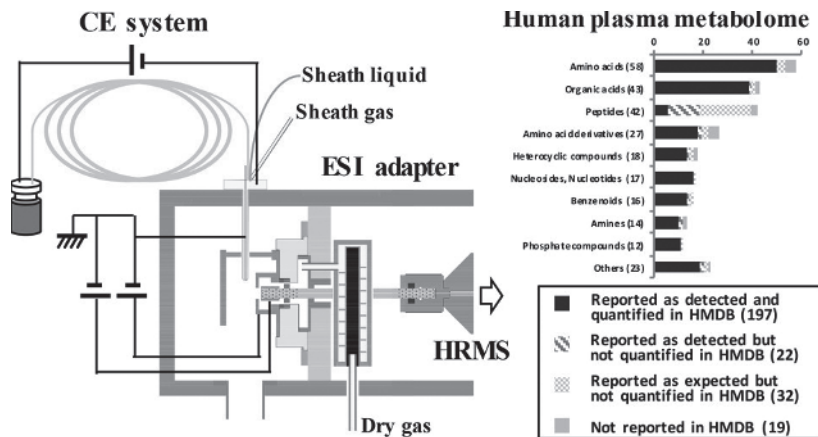 CE system
Sheath liquid
Sheath gas
ESI adapter
HRMS
Dry gas
Human plasma metabolome
0 20 40 60
Amino acids (58)
Organic acids (43)
Peptides (42)
Amino acid derivatives (27)
Heterocyclic compounds (18)
Nucleosides, Nucleotides (17)
Benzenoids (16)
Amines (14)
Phosphate compounds (12)
Others (23)
Reported as detected and
quantified in HMDB (197)
Reported as detected but
not quantified in HMDB (22)
Reported as expected but
not quantified in HMDB (32)
Not reported in HMDB (19)